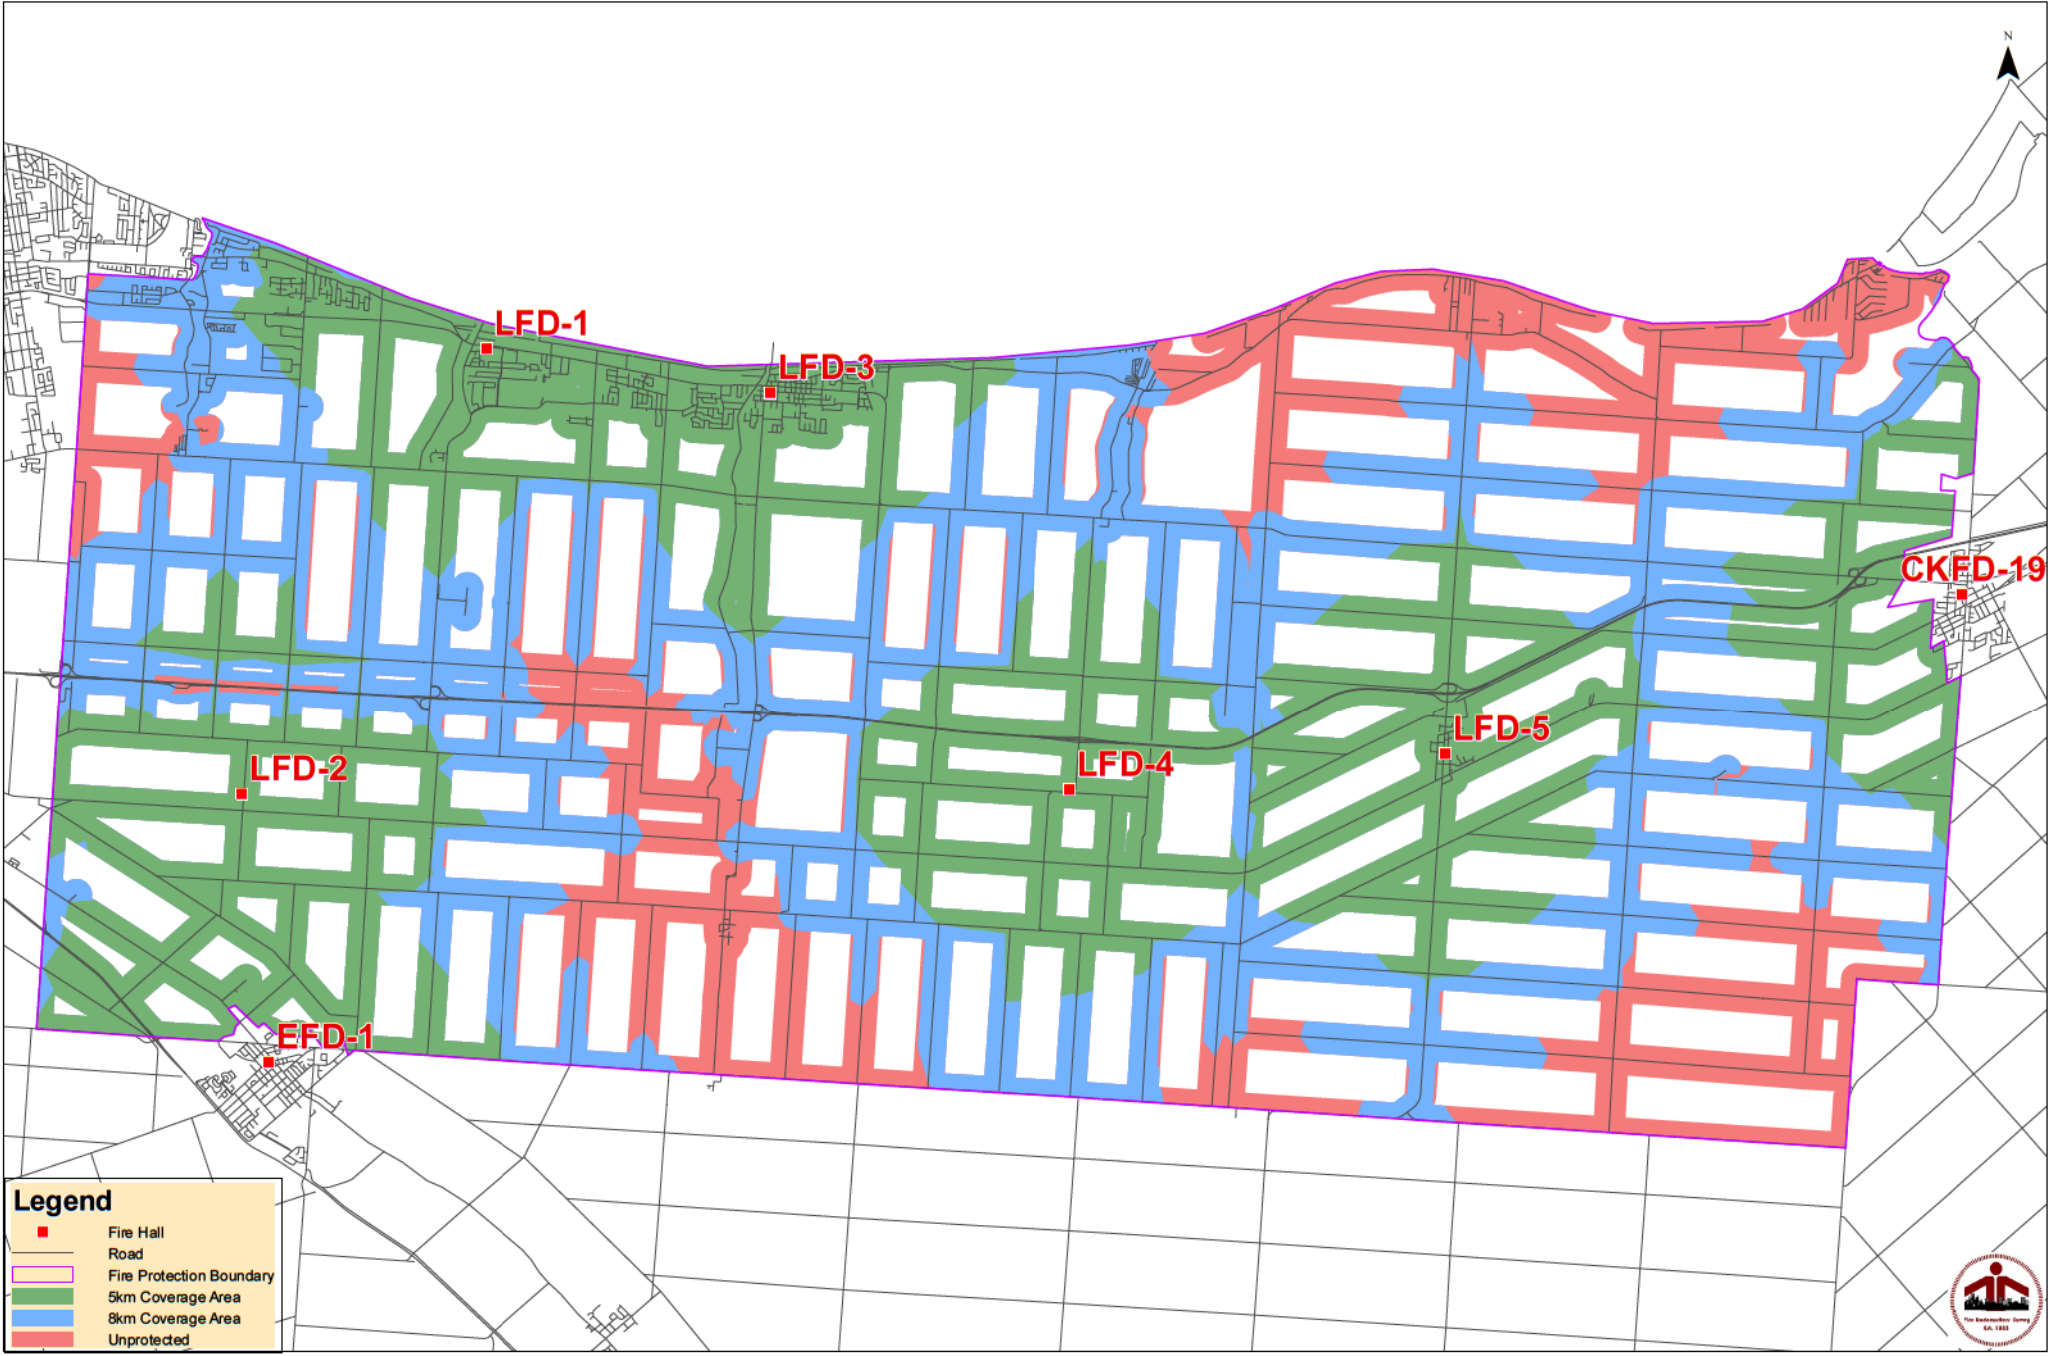 N
LFD-1
LFD-3
CKFD-19
LFD-5
LFD-2
LFD-4
EFD-1
Legend
Fire Hall
Road
Fire Protection Boundary
5km Coverage Area
8km Coverage Area
Unprotected